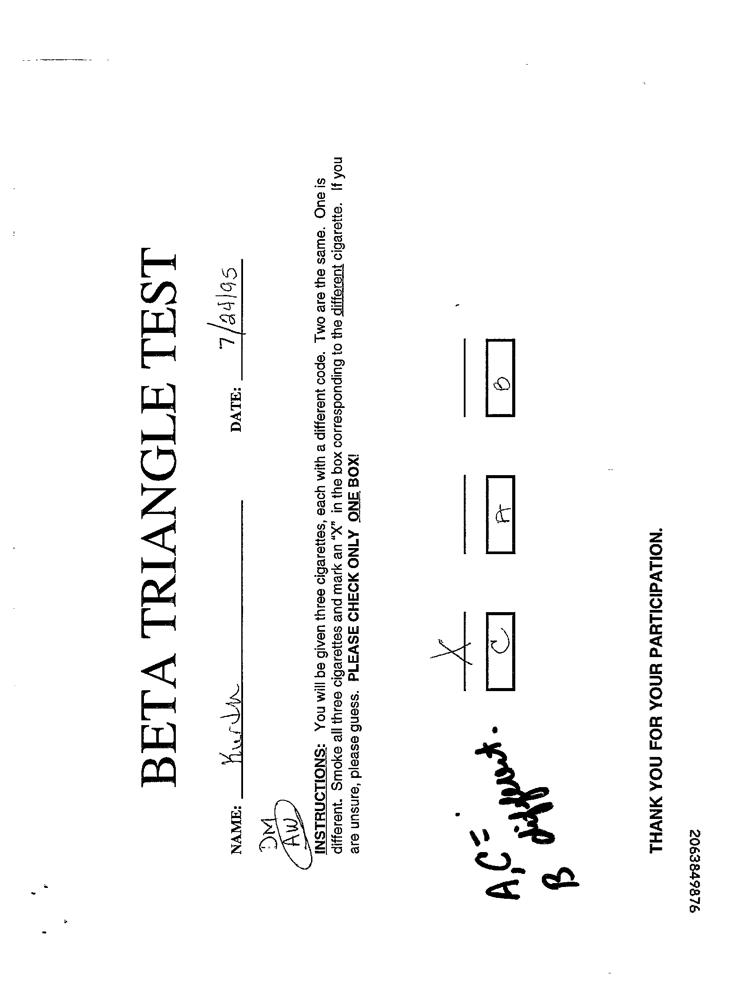 BETA TRIANGLE TEST
NAME: DATE: 7/24/95
DM
AW
INSTRUCTIONS: You will be given three cigarettes, each with a different code. Two are the same. One is
different. Smoke all three cigarettes and mark an "X" in the box corresponding to the different cigarette. If you
are unsure, please guess. PLEASE CHECK ONLY ONE BOX!
X
C A B
A,C =
B different.
THANK YOU FOR YOUR PARTICIPATION.
2063849876